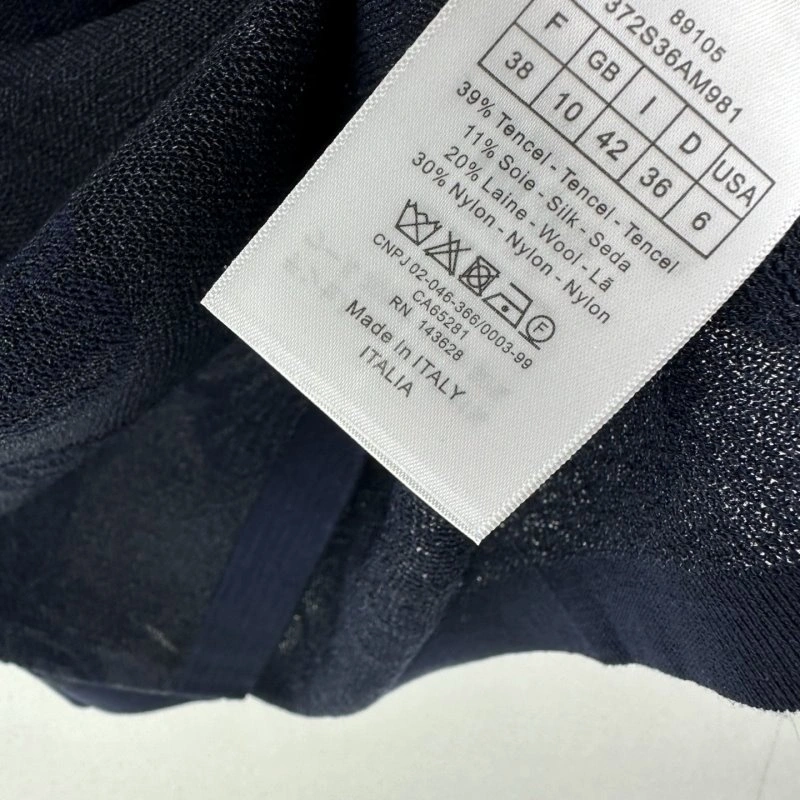 89105
372S36AM981
F GB I D USA
38 10 42 36 6
39% Tencel - Tencel - Tencel
11% Soie - Silk - Seda
20% Laine - Wool - Lã
30% Nylon - Nylon - Nylon
F
CNPJ 02-046-366/0003-99
CA65281
RN 143628
Made In ITALY
ITALIA